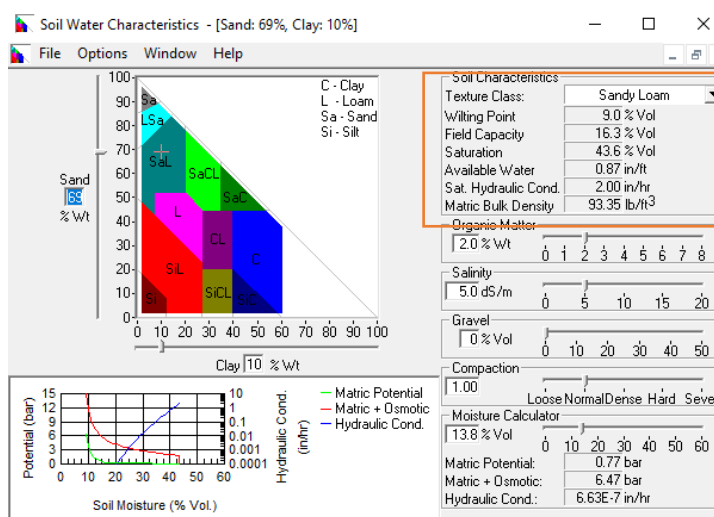 Soil Water Characteristics - [Sand: 69%, Clay: 10%]
File Options Window Help
100
90
80
70
60
50
40
30
20
10
0
Sand
69
% Wt
C - Clay
L - Loam
Sa - Sand
Si - Silt
Sa
LSa
SaL
SaCL
SaC
L
CL
C
SiL
SiCL
SiC
Si
0 10 20 30 40 50 60 70 80 90 100
Clay 10 % Wt
Soil Characteristics
Texture Class: Sandy Loam
Wilting Point 9.0 % Vol
Field Capacity 16.3 % Vol
Saturation 43.6 % Vol
Available Water 0.87 in/ft
Sat. Hydraulic Cond. 2.00 in/hr
Matric Bulk Density 93.35 lb/ft3
Organic Matter
2.0 % Wt
0 1 2 3 4 5 6 7 8
Salinity
5.0 dS/m
0 5 10 15 20
Gravel
0 % Vol
0 10 20 30 40 50
Compaction
1.00
Loose Normal Dense Hard Seve
Moisture Calculator
13.8 % Vol
0 10 20 30 40 50 60
Matric Potential: 0.77 bar
Matric + Osmotic: 6.47 bar
Hydraulic Cond.: 6.63E-7 in/hr
Potential (bar)
15
12
9
6
3
0
0 10 20 30 40 50 60
Soil Moisture (% Vol.)
10
1
0.1
0.01
0.001
0.0001
Hydraulic Cond.
(in/hr)
Matric Potential
Matric + Osmotic
Hydraulic Cond.